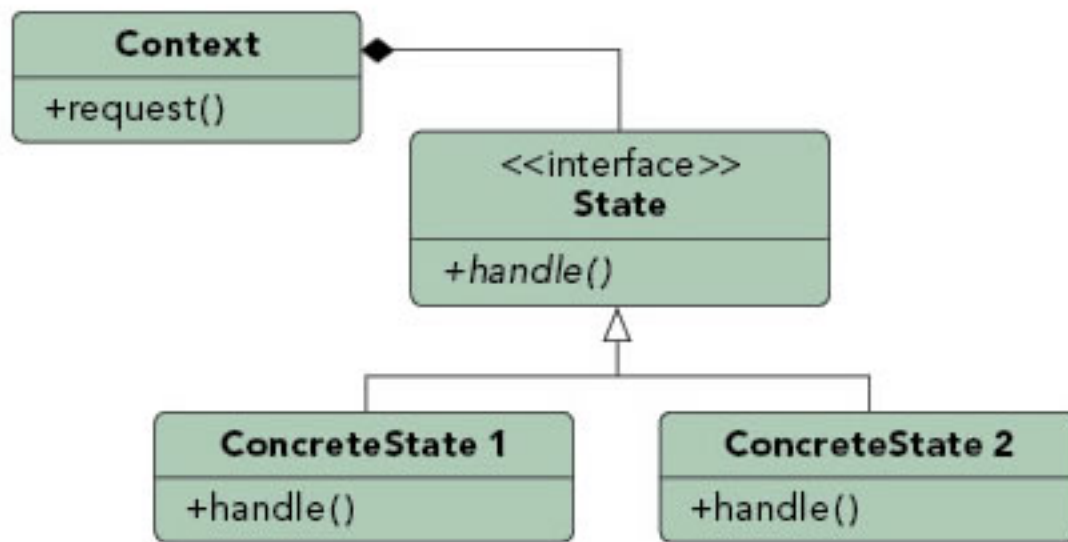 Context
+request()
<<interface>>
State
+handle()
ConcreteState 1
+handle()
ConcreteState 2
+handle()